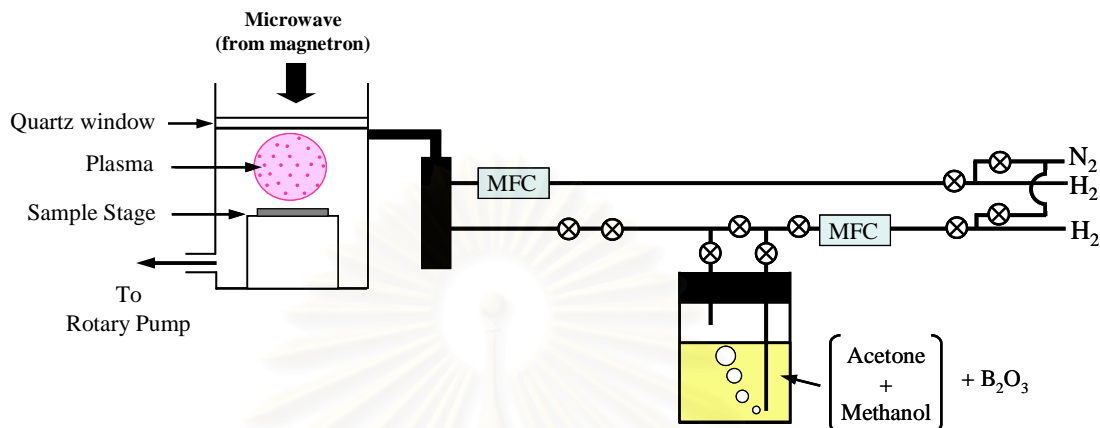 Microwave
(from magnetron)
Quartz window
Plasma
Sample Stage
To
Rotary Pump
MFC
N₂
H₂
MFC
H₂
Acetone
+
Methanol
+ B₂O₃